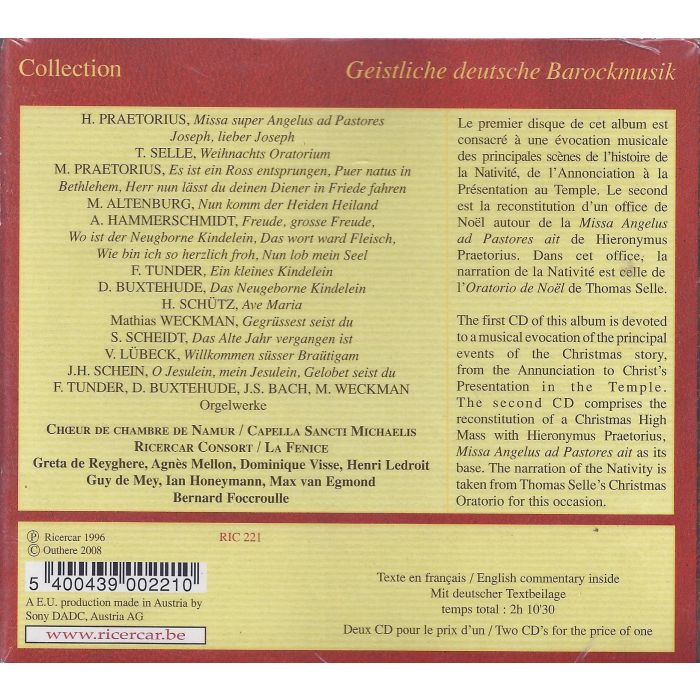 Collection
Geistliche deutsche Barockmusik
H. PRAETORIUS, Missa super Angelus ad Pastores
Joseph, lieber Joseph
T. SELLE, Weihnachts Oratorium
M. PRAETORIUS, Es ist ein Ross entsprungen, Puer natus in
Bethlehem, Herr nun lässt du deinen Diener in Friede fahren
M. ALTENBURG, Nun komm der Heiden Heiland
A. HAMMERSCHMIDT, Freude, grosse Freude,
Wo ist der Neugborne Kindelein, Das wort ward Fleisch,
Wie bin ich so herzlich froh, Nun lob mein Seel
F. TUNDER, Ein kleines Kindelein
D. BUXTEHUDE, Das Neugeborne Kindelein
H. SCHÜTZ, Ave Maria
Mathias WECKMAN, Gegrüssest seist du
S. SCHEIDT, Das Alte Jahr vergangen ist
V. LÜBECK, Willkommen süsser Braütigam
J.H. SCHEIN, O Jesulein, mein Jesulein, Gelobet seist du
F. TUNDER, D. BUXTEHUDE, J.S. BACH, M. WECKMAN
Orgelwerke
CHŒUR DE CHAMBRE DE NAMUR / CAPELLA SANCTI MICHAELIS
RICERCAR CONSORT / LA FENICE
Greta de Reyghere, Agnès Mellon, Dominique Visse, Henri Ledroit
Guy de Mey, Ian Honeymann, Max van Egmond
Bernard Foccroulle
Le premier disque de cet album est
consacré à une évocation musicale
des principales scènes de l'histoire de
la Nativité, de l'Annonciation à la
Présentation au Temple. Le second
est la reconstitution d'un office de
Noël autour de la Missa Angelus
ad Pastores ait de Hieronymus
Praetorius. Dans cet office, la
narration de la Nativité est celle de
l'Oratorio de Noël de Thomas Selle.
The first CD of this album is devoted
to a musical evocation of the principal
events of the Christmas story,
from the Annunciation to Christ's
Presentation in the Temple.
The second CD comprises the
reconstitution of a Christmas High
Mass with Hieronymus Praetorius,
Missa Angelus ad Pastores ait as its
base. The narration of the Nativity is
taken from Thomas Selle's Christmas
Oratorio for this occasion.
Ⓟ Ricercar 1996
© Outhere 2008
RIC 221
5 400439 002210
A E.U. production made in Austria by
Sony DADC, Austria AG
www.ricercar.be
Texte en français / English commentary inside
Mit deutscher Textbeilage
temps total : 2h 10'30
Deux CD pour le prix d'un / Two CD's for the price of one